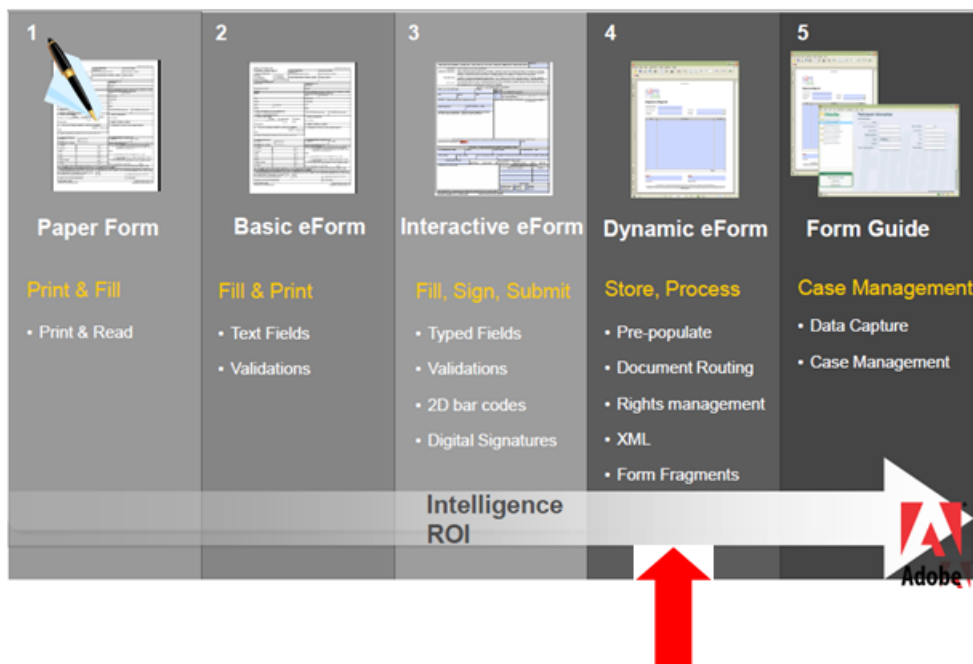 1
Paper Form
Print & Fill
• Print & Read
2
Basic eForm
Fill & Print
• Text Fields
• Validations
3
Interactive eForm
Fill, Sign, Submit
• Typed Fields
• Validations
• 2D bar codes
• Digital Signatures
4
Dynamic eForm
Store, Process
• Pre-populate
• Document Routing
• Rights management
• XML
• Form Fragments
5
Form Guide
Case Management
• Data Capture
• Case Management
Intelligence
ROI
Adobe